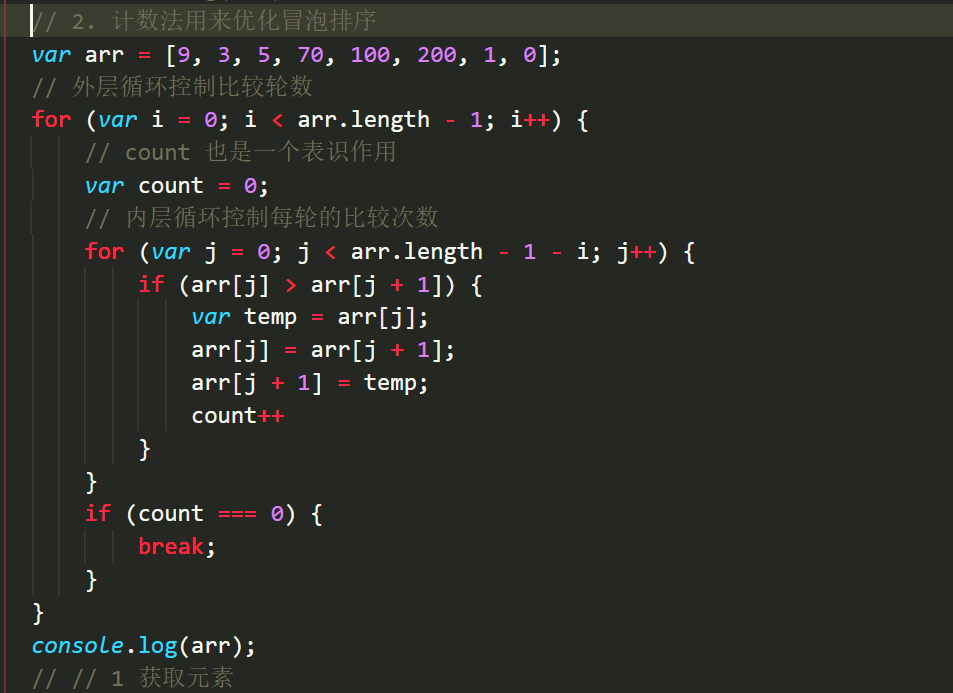 // 2. 计数法用来优化冒泡排序
var arr = [9, 3, 5, 70, 100, 200, 1, 0];
// 外层循环控制比较轮数
for (var i = 0; i < arr.length - 1; i++) {
// count 也是一个表识作用
var count = 0;
// 内层循环控制每轮的比较次数
for (var j = 0; j < arr.length - 1 - i; j++) {
if (arr[j] > arr[j + 1]) {
var temp = arr[j];
arr[j] = arr[j + 1];
arr[j + 1] = temp;
count++
}
}
if (count === 0) {
break;
}
}
console.log(arr);
// // 1 获取元素